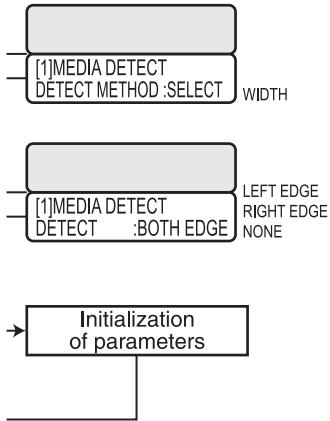 [1]MEDIA DETECT
DETECT METHOD :SELECT
WIDTH
[1]MEDIA DETECT
DETECT :BOTH EDGE
LEFT EDGE
RIGHT EDGE
NONE
Initialization
of parameters